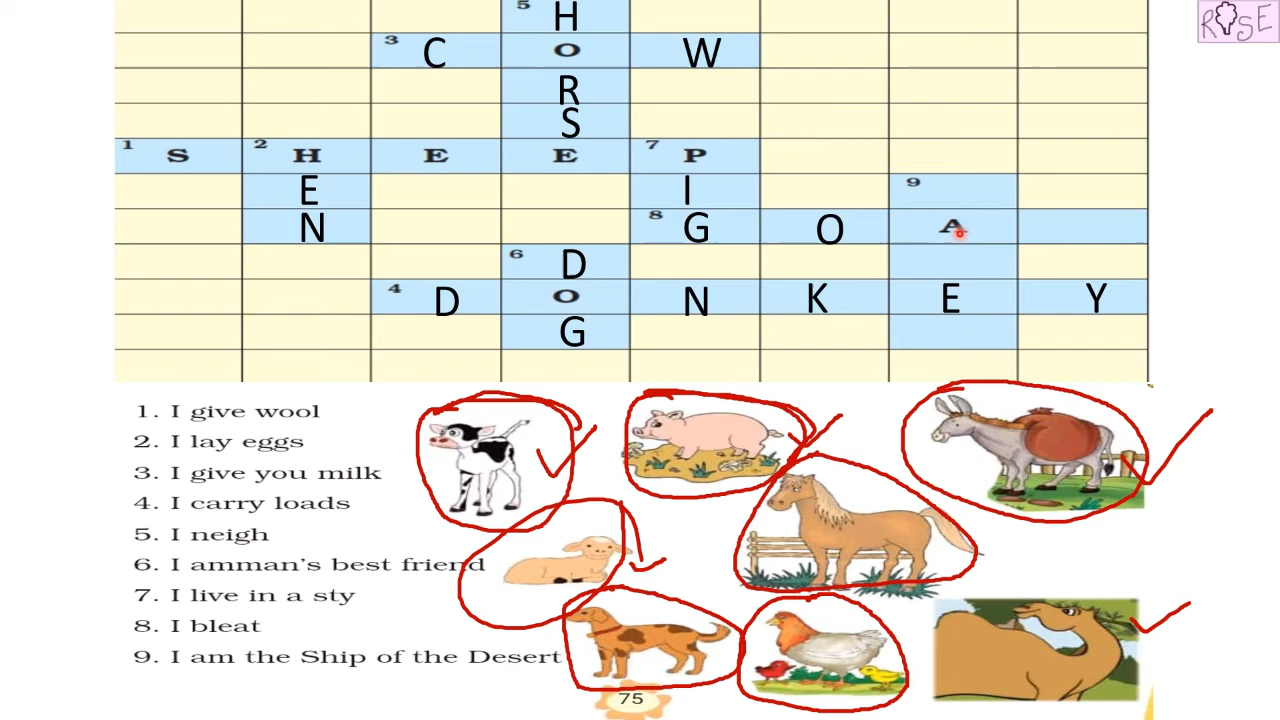 5 H
3 C O W
R
S
1 S 2 H E E 7 P
E I 9
N 8 G O A
6 D
4 D O N K E Y
G
1. I give wool
2. I lay eggs
3. I give you milk
4. I carry loads
5. I neigh
6. I amman's best friend
7. I live in a sty
8. I bleat
9. I am the Ship of the Desert
75
ROSE